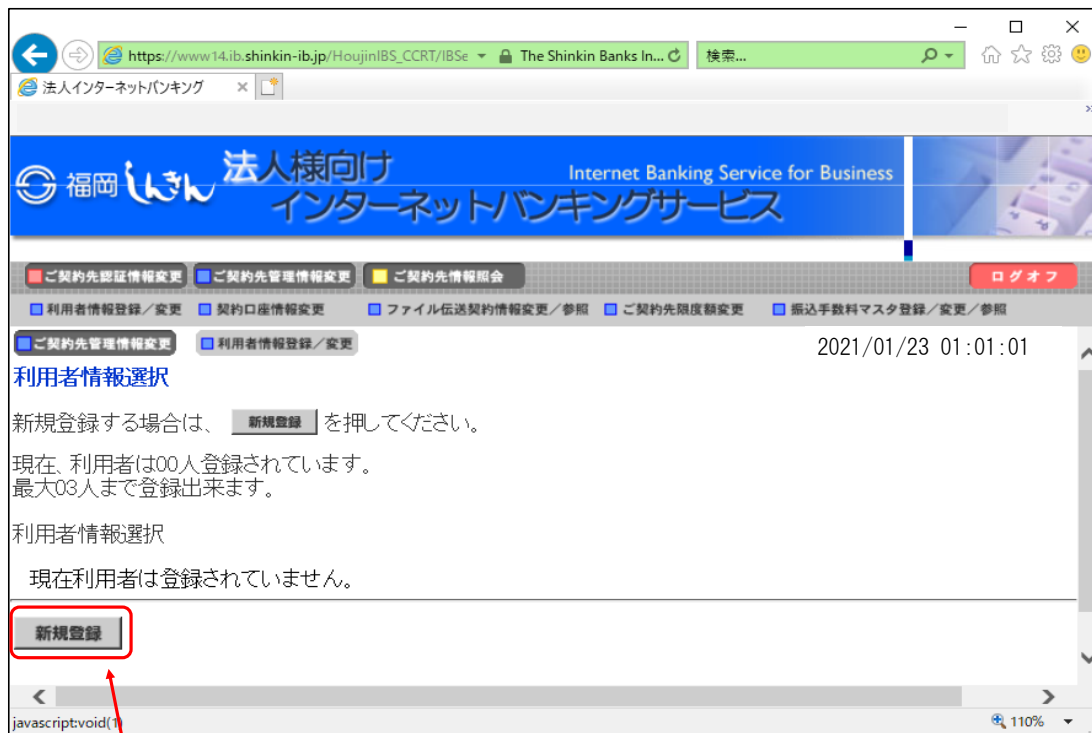 https://www14.ib.shinkin-ib.jp/HoujinIBS_CCRT/IBSe
The Shinkin Banks In...
検索...
法人インターネットバンキング
福岡しんきん
法人様向け
インターネットバンキングサービス
Internet Banking Service for Business
ご契約先認証情報変更 ご契約先管理情報変更 ご契約先情報照会 ログオフ
利用者情報登録/変更 契約口座情報変更 ファイル伝送契約情報変更/参照 ご契約先限度額変更 振込手数料マスタ登録/変更/参照
ご契約先管理情報変更 利用者情報登録/変更 2021/01/23 01:01:01
利用者情報選択
新規登録する場合は、 新規登録 を押してください。
現在、利用者は00人登録されています。
最大03人まで登録出来ます。
利用者情報選択
現在利用者は登録されていません。
新規登録
javascript:void(1)
110%